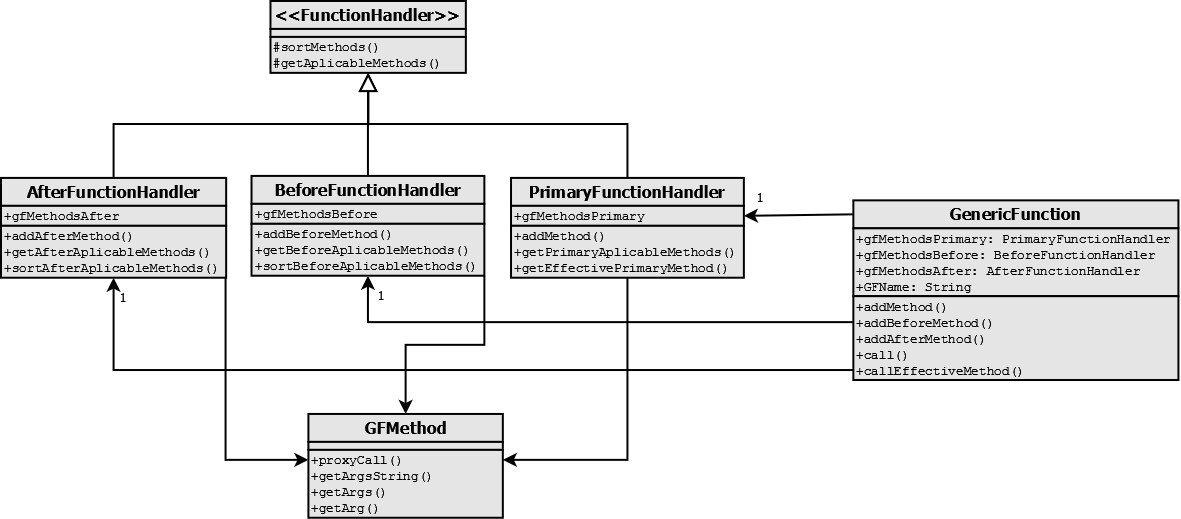 <<FunctionHandler>>
#sortMethods()
#getAplicableMethods()
AfterFunctionHandler
+gfMethodsAfter
+addAfterMethod()
+getAfterAplicableMethods()
+sortAfterAplicableMethods()
BeforeFunctionHandler
+gfMethodsBefore
+addBeforeMethod()
+getBeforeAplicableMethods()
+sortBeforeAplicableMethods()
PrimaryFunctionHandler
+gfMethodsPrimary
+addMethod()
+getPrimaryAplicableMethods()
+getEffectivePrimaryMethod()
1
GenericFunction
+gfMethodsPrimary: PrimaryFunctionHandler
+gfMethodsBefore: BeforeFunctionHandler
+gfMethodsAfter: AfterFunctionHandler
+GFName: String
+addMethod()
+addBeforeMethod()
+addAfterMethod()
+call()
+callEffectiveMethod()
1
1
GFMethod
+proxyCall()
+getArgsString()
+getArgs()
+getArg()